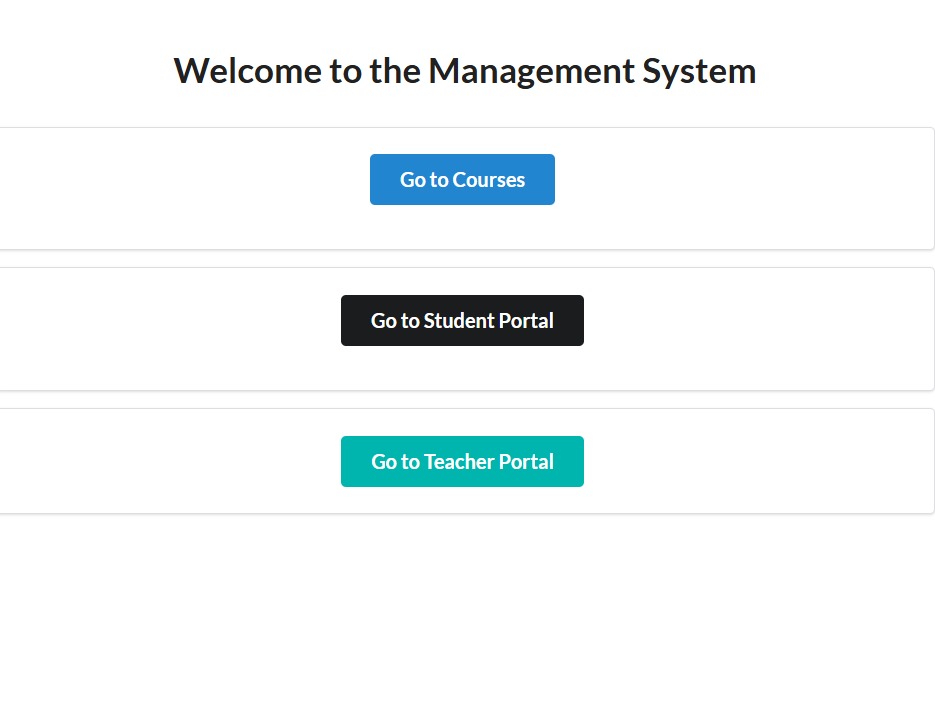 Welcome to the Management System
Go to Courses
Go to Student Portal
Go to Teacher Portal